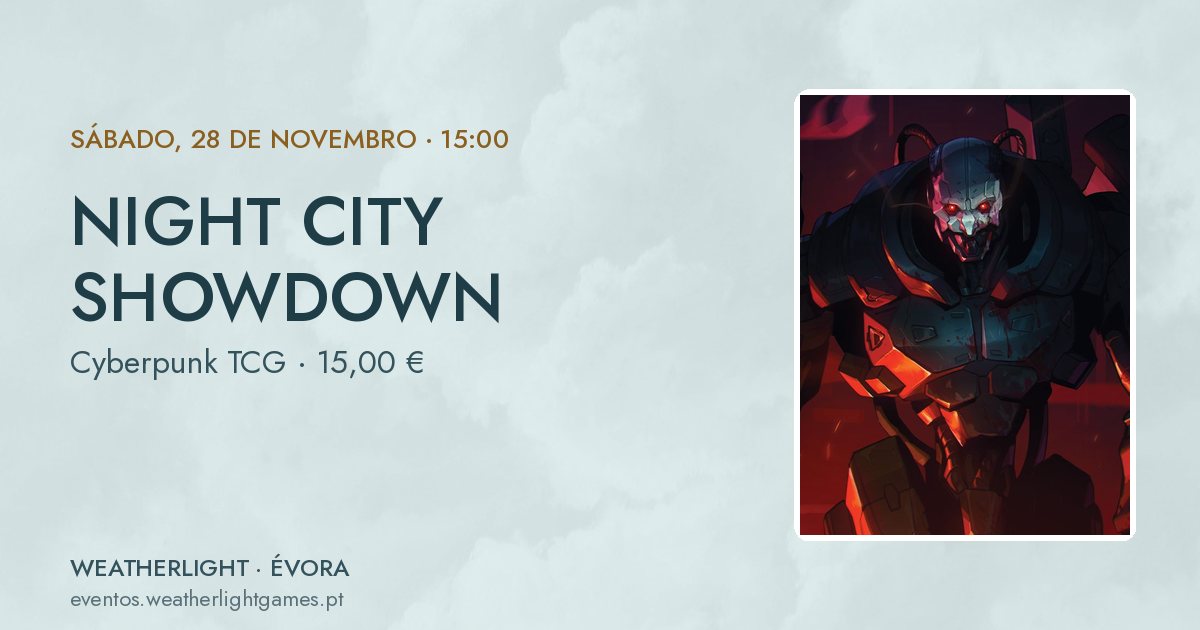 SÁBADO, 28 DE NOVEMBRO · 15:00
NIGHT CITY
SHOWDOWN
Cyberpunk TCG · 15,00 €
WEATHERLIGHT · ÉVORA
eventos.weatherlightgames.pt